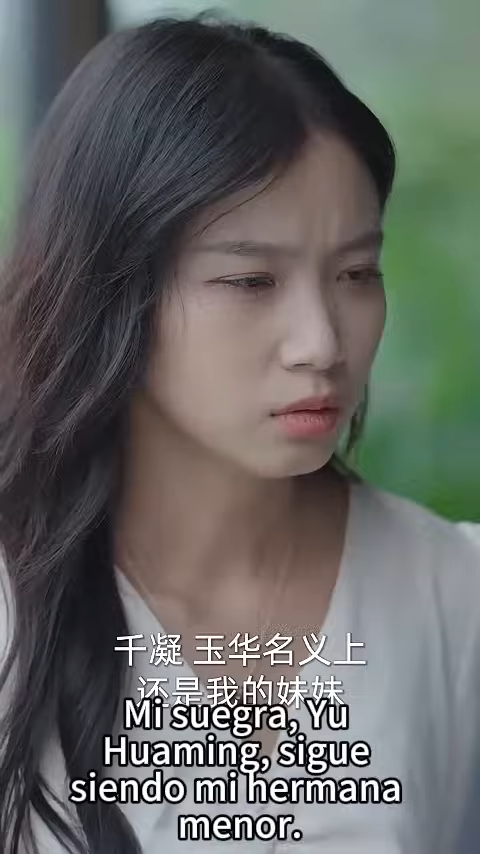 千凝 玉华名义上
还是我的妹妹
Mi suegra, Yu
Huaming, sigue
siendo mi hermana
menor.